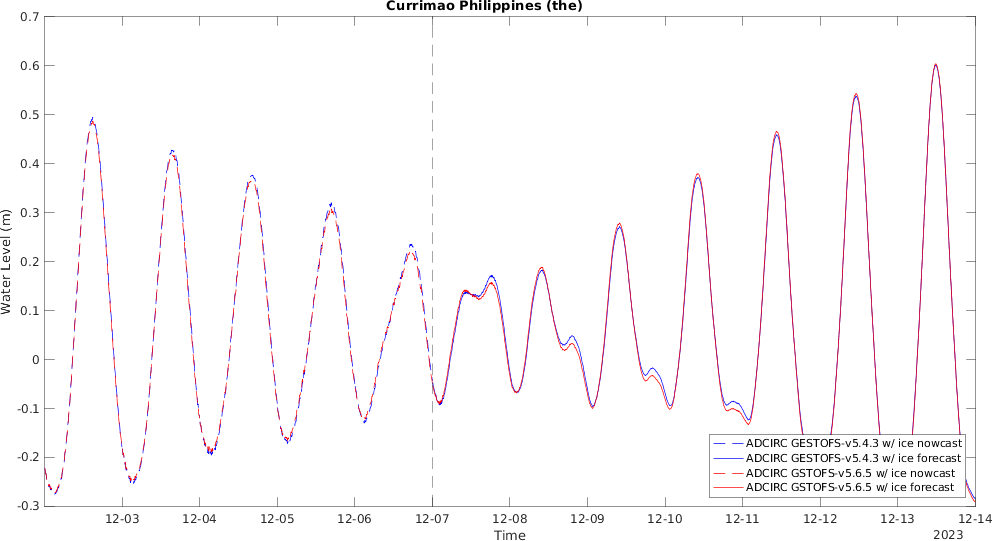 Currimao Philippines (the)
0.7
0.6
0.5
0.4
0.3
0.2
0.1
0
-0.1
-0.2
-0.3
Water Level (m)
ADCIRC GESTOFS-v5.4.3 w/ ice nowcast
ADCIRC GESTOFS-v5.4.3 w/ ice forecast
ADCIRC GSTOFS-v5.6.5 w/ ice nowcast
ADCIRC GSTOFS-v5.6.5 w/ ice forecast
12-03 12-04 12-05 12-06 12-07 12-08 12-09 12-10 12-11 12-12 12-13 12-14
Time
2023